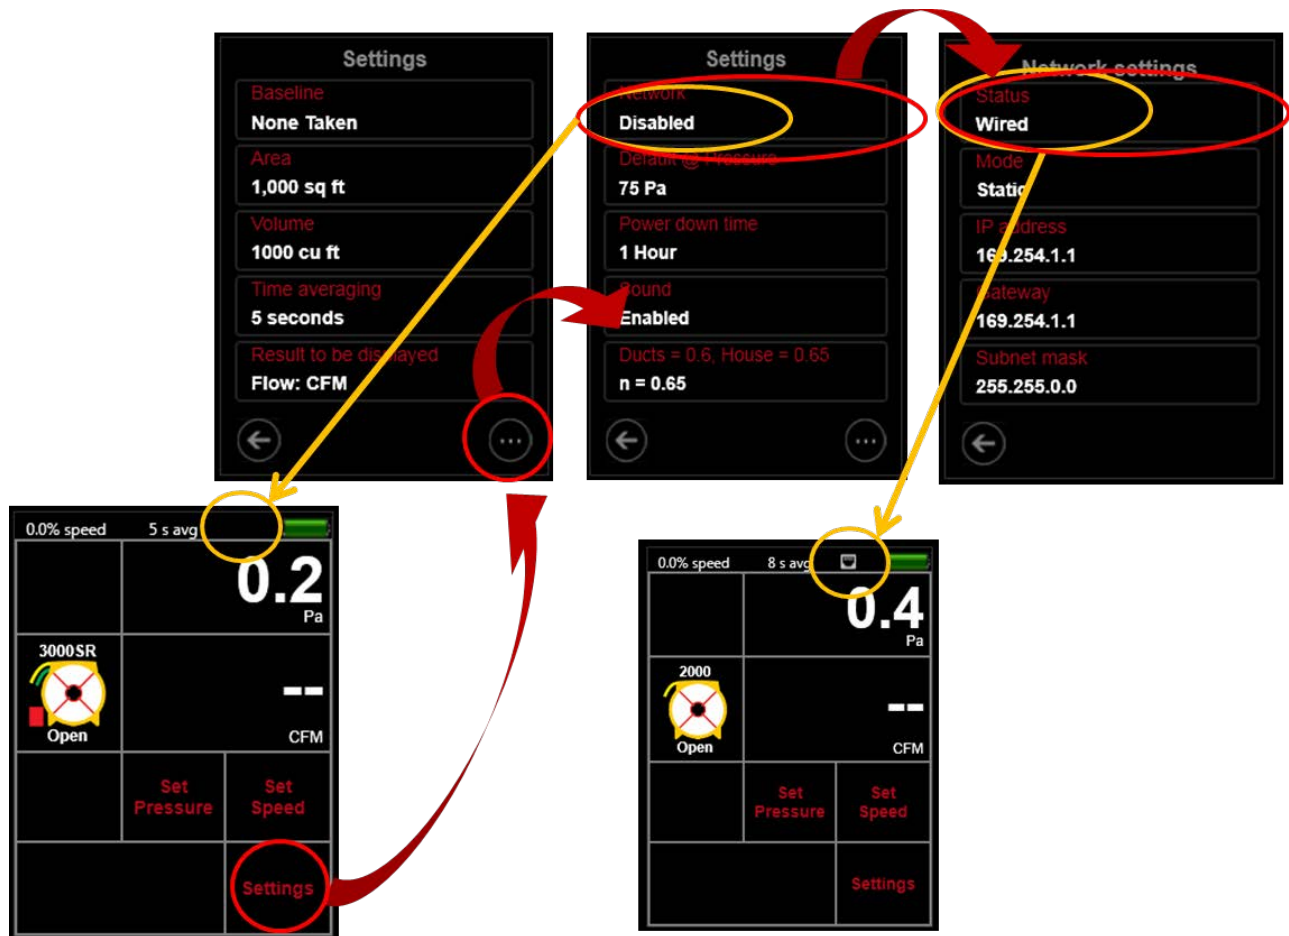 Settings
Baseline
None Taken
Area
1,000 sq ft
Volume
1000 cu ft
Time averaging
5 seconds
Result to be displayed
Flow: CFM
Settings
Network
Disabled
Default @ Pressure
75 Pa
Power down time
1 Hour
Sound
Enabled
Ducts = 0.6, House = 0.65
n = 0.65
Network settings
Status
Wired
Mode
Static
IP address
169.254.1.1
Gateway
169.254.1.1
Subnet mask
255.255.0.0
0.0% speed 5 s avg
0.2
Pa
3000SR
Open
--
CFM
Set
Pressure
Set
Speed
Settings
0.0% speed 8 s avg
0.4
Pa
2000
Open
--
CFM
Set
Pressure
Set
Speed
Settings